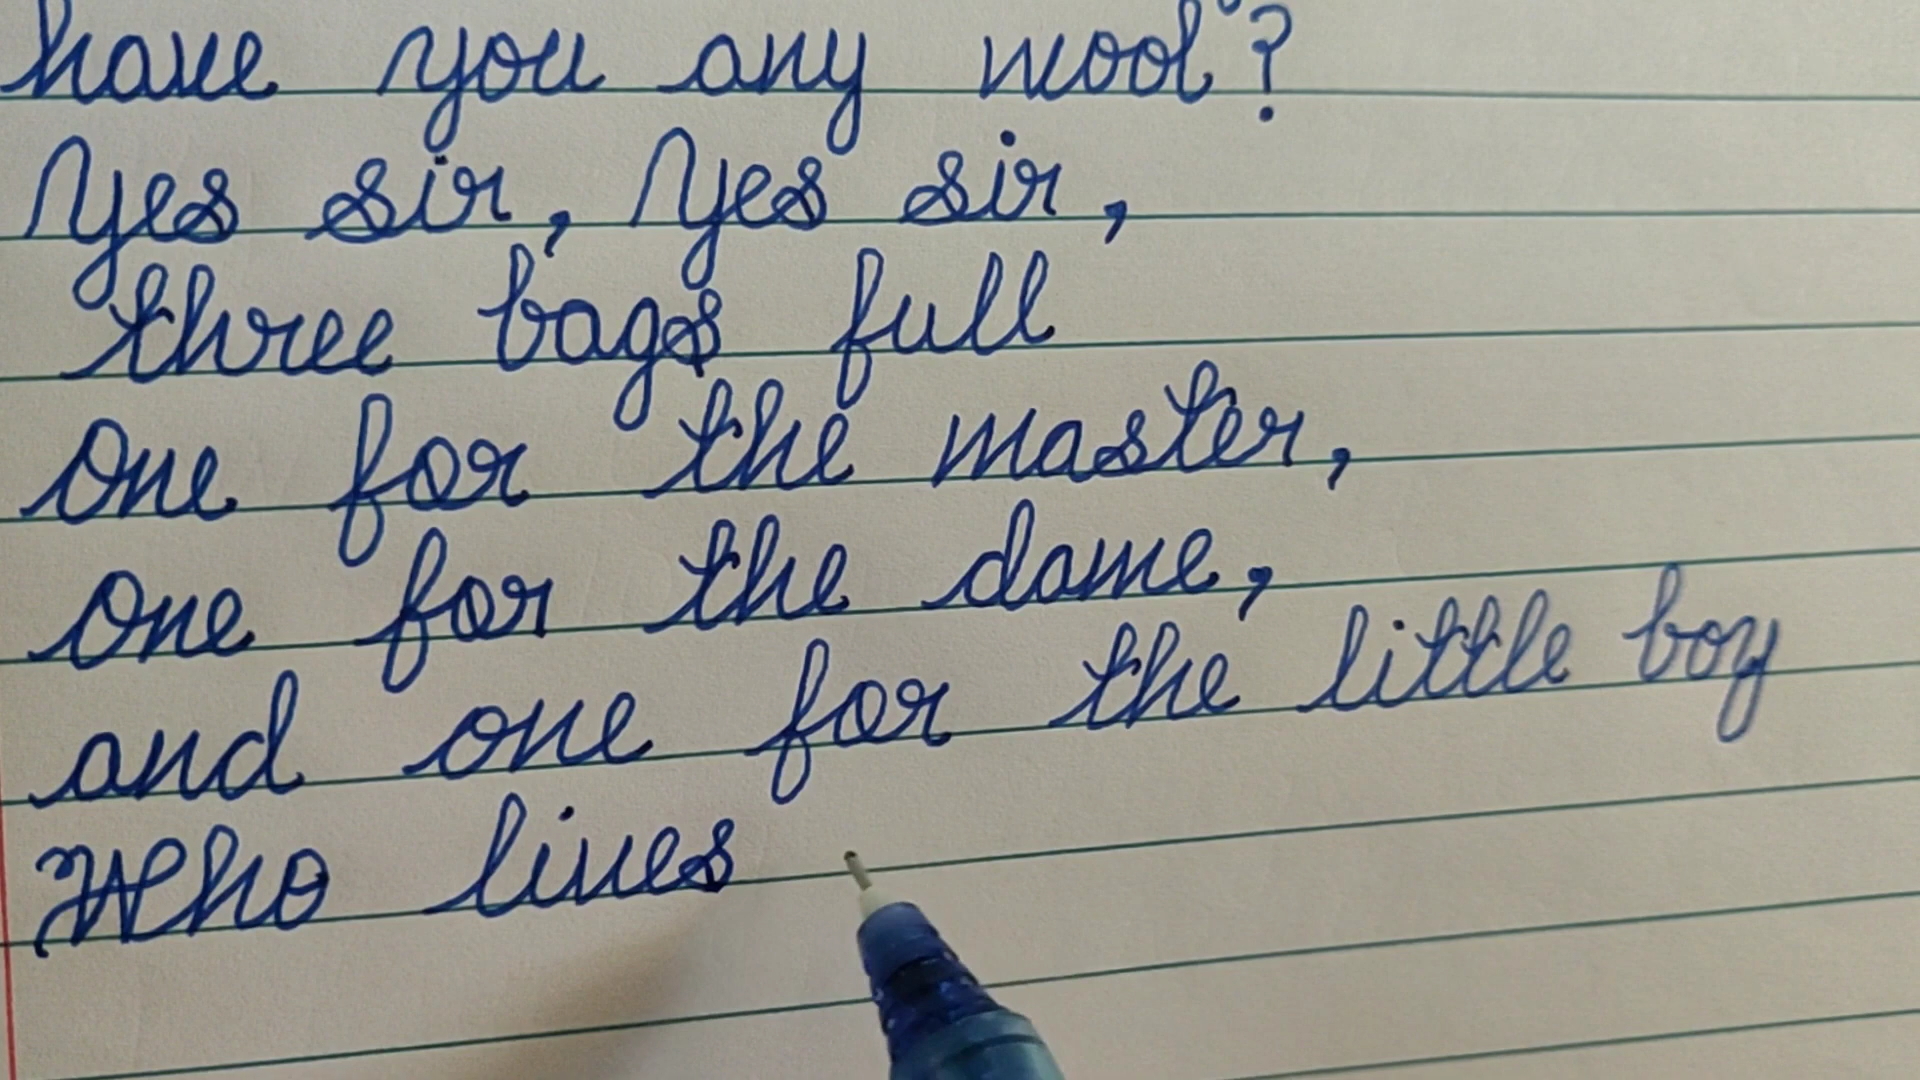 have you any wool?
Yes sir, Yes sir,
three bags full
One for the master,
One for the dame,
and one for the little boy
Who lives